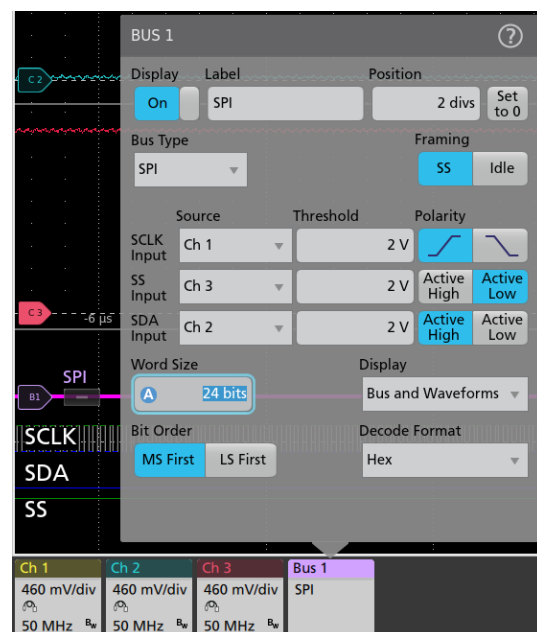 BUS 1 ?
Display Label Position
On SPI 2 divs Set to 0
Bus Type Framing
SPI SS Idle
Source Threshold Polarity
SCLK Input Ch 1 2 V
SS Input Ch 3 2 V Active High Active Low
SDA Input Ch 2 2 V Active High Active Low
Word Size Display
A 24 bits Bus and Waveforms
Bit Order Decode Format
MS First LS First Hex
C 2
C 3 -6 µs
SPI
B1
SCLK
SDA
SS
Ch 1 Ch 2 Ch 3 Bus 1
460 mV/div 460 mV/div 460 mV/div SPI
50 MHz Bw 50 MHz Bw 50 MHz Bw